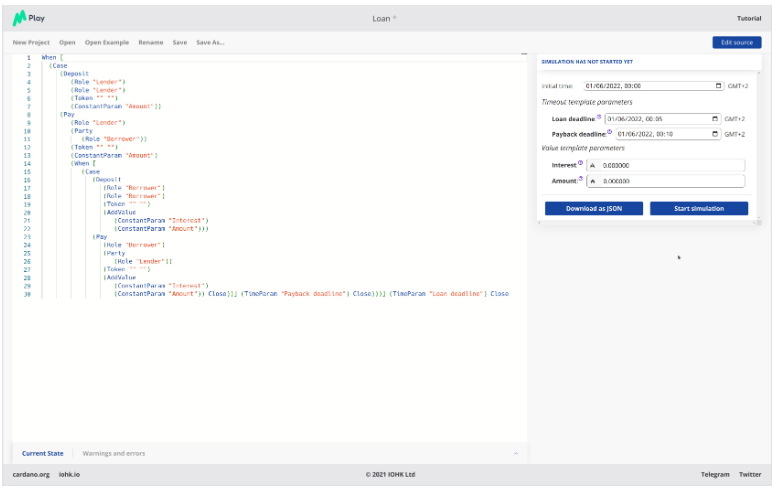 Play
Loan
Tutorial
New Project Open Open Example Rename Save Save As...
Edit source
1 When [
2 (Case
3 (Deposit
4 (Role "Lender")
5 (Role "Lender")
6 (Token "" "")
7 (ConstantParam "Amount"))
8 (Pay
9 (Role "Lender")
10 (Party
11 (Role "Borrower"))
12 (Token "" "")
13 (ConstantParam "Amount")
14 (When [
15 (Case
16 (Deposit
17 (Role "Borrower")
18 (Role "Borrower")
19 (Token "" "")
20 (AddValue
21 (ConstantParam "Interest")
22 (ConstantParam "Amount")))
23 (Pay
24 (Role "Borrower")
25 (Party
26 (Role "Lender"))
27 (Token "" "")
28 (AddValue
29 (ConstantParam "Interest")
30 (ConstantParam "Amount")) Close))] (TimeParam "Payback deadline") Close)))] (TimeParam "Loan deadline") Close
SIMULATION HAS NOT STARTED YET
Initial time: 01/06/2022, 00:00 GMT+2
Timeout template parameters
Loan deadline: 01/06/2022, 00:05 GMT+2
Payback deadline: 01/06/2022, 00:10 GMT+2
Value template parameters
Interest: ₳ 0.000000
Amount: ₳ 0.000000
Download as JSON Start simulation
Current State Warnings and errors
cardano.org iohk.io © 2021 IOHK Ltd Telegram Twitter